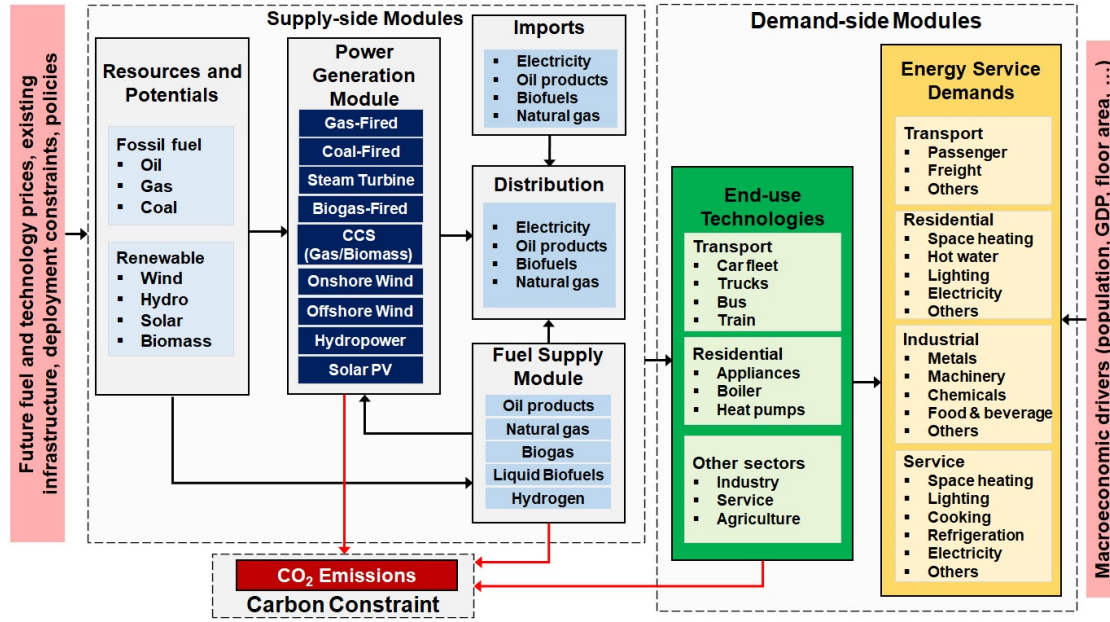 Future fuel and technology prices, existing
infrastructure, deployment constraints, policies
Supply-side Modules
Resources and
Potentials
Fossil fuel
▪ Oil
▪ Gas
▪ Coal
Renewable
▪ Wind
▪ Hydro
▪ Solar
▪ Biomass
Power
Generation
Module
Gas-Fired
Coal-Fired
Steam Turbine
Biogas-Fired
CCS
(Gas/Biomass)
Onshore Wind
Offshore Wind
Hydropower
Solar PV
Imports
▪ Electricity
▪ Oil products
▪ Biofuels
▪ Natural gas
Distribution
▪ Electricity
▪ Oil products
▪ Biofuels
▪ Natural gas
Fuel Supply
Module
Oil products
Natural gas
Biogas
Liquid Biofuels
Hydrogen
CO₂ Emissions
Carbon Constraint
Demand-side Modules
End-use
Technologies
Transport
▪ Car fleet
▪ Trucks
▪ Bus
▪ Train
Residential
▪ Appliances
▪ Boiler
▪ Heat pumps
Other sectors
▪ Industry
▪ Service
▪ Agriculture
Energy Service
Demands
Transport
▪ Passenger
▪ Freight
▪ Others
Residential
▪ Space heating
▪ Hot water
▪ Lighting
▪ Electricity
▪ Others
Industrial
▪ Metals
▪ Machinery
▪ Chemicals
▪ Food & beverage
▪ Others
Service
▪ Space heating
▪ Lighting
▪ Cooking
▪ Refrigeration
▪ Electricity
▪ Others
Macroeconomic drivers (population, GDP, floor area, …)